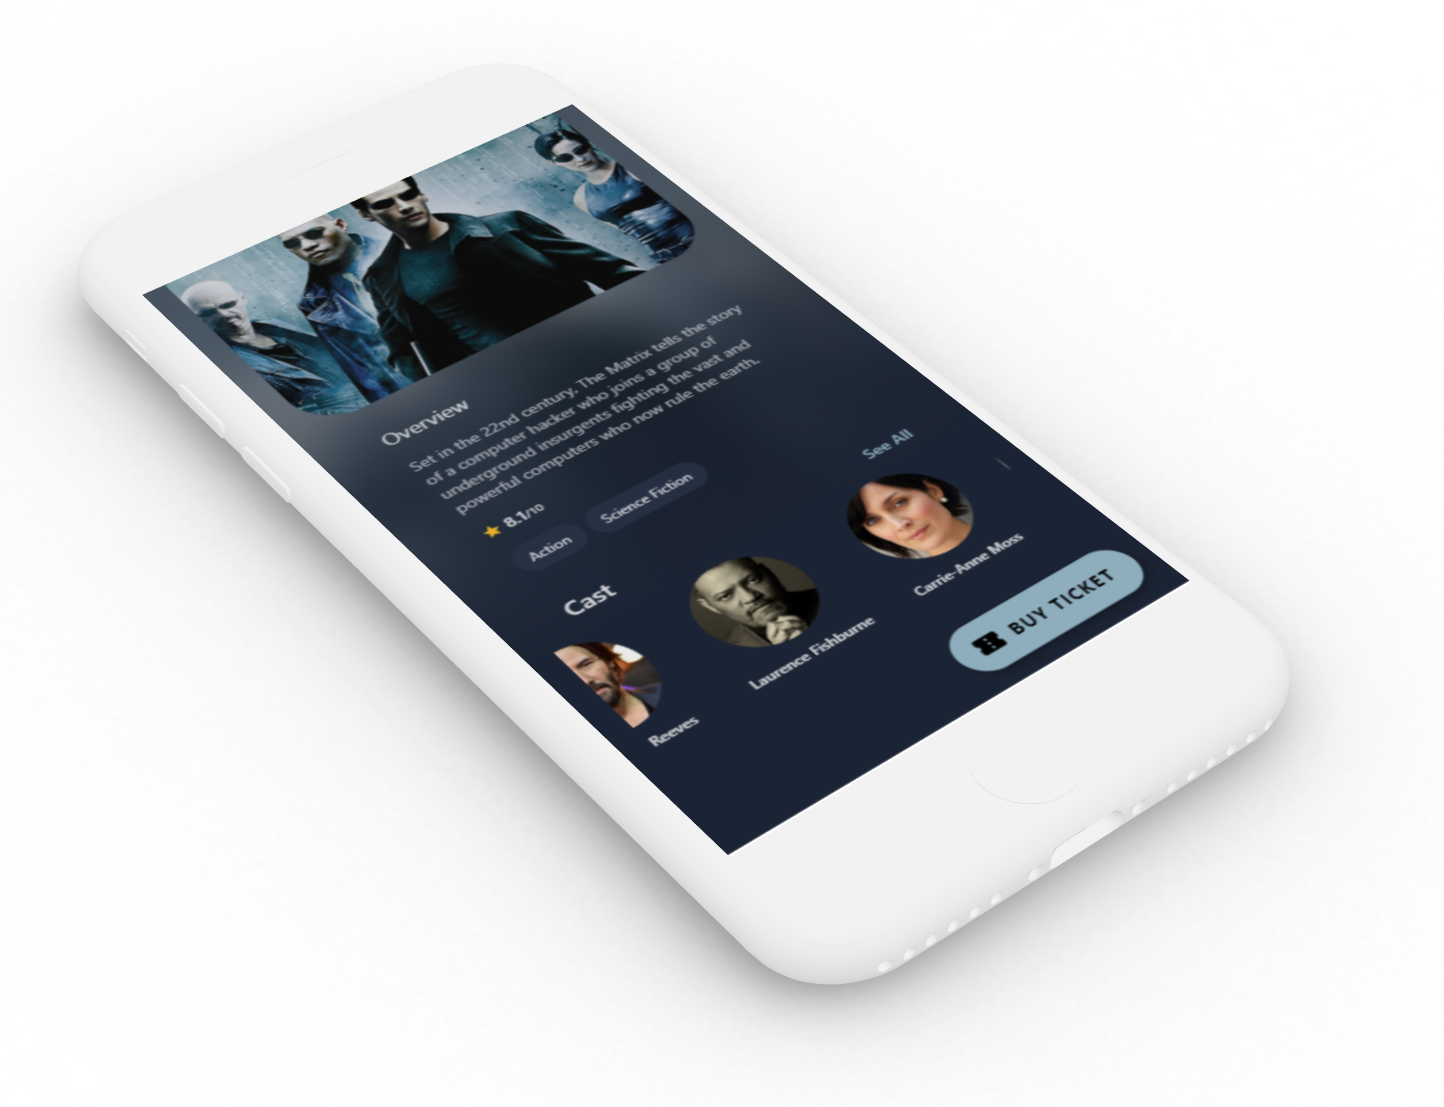 Overview
Set in the 22nd century, The Matrix tells the story
of a computer hacker who joins a group of
underground insurgents fighting the vast and
powerful computers who now rule the earth.
8.1/10
Action
Science Fiction
Cast
See All
Reeves
Laurence Fishburne
Carrie-Anne Moss
BUY TICKET